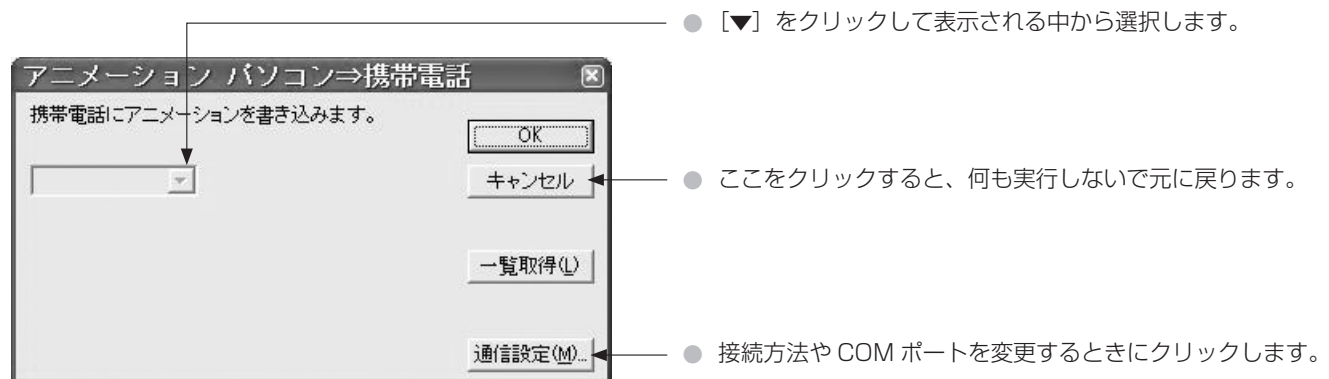 ［▼］をクリックして表示される中から選択します。
アニメーション パソコン⇒携帯電話
携帯電話にアニメーションを書き込みます。
OK
キャンセル
ここをクリックすると、何も実行しないで元に戻ります。
一覧取得(L)
通信設定(M)...
接続方法や COM ポートを変更するときにクリックします。